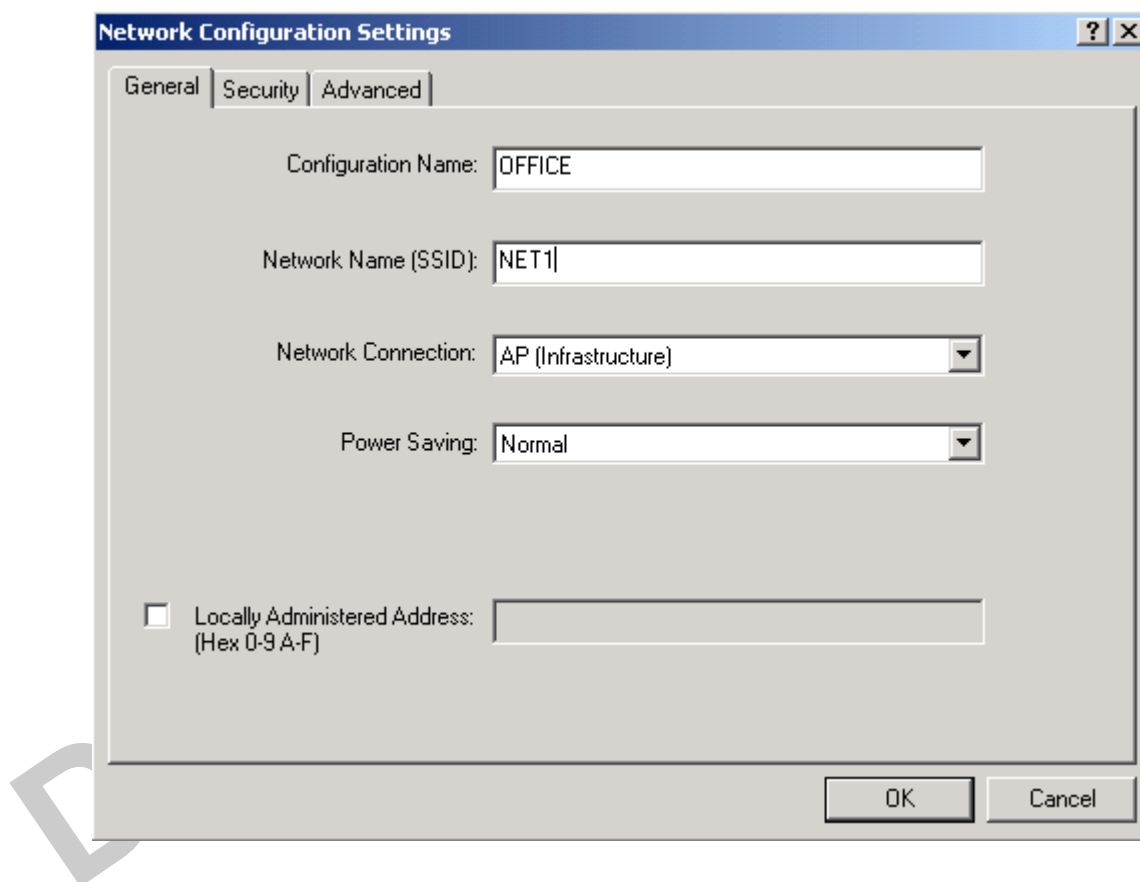 Network Configuration Settings
General Security Advanced
Configuration Name: OFFICE
Network Name (SSID): NET1
Network Connection: AP (Infrastructure)
Power Saving: Normal
Locally Administered Address:
(Hex 0-9 A-F)
OK Cancel
D